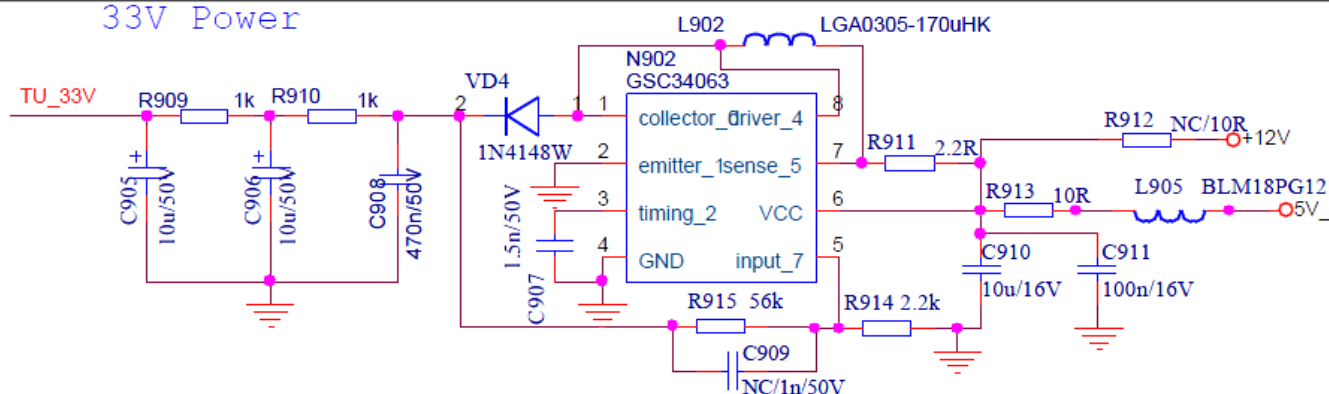 33V Power
L902
LGA0305-170uHK
N902
GSC34063
VD4
TU_33V
R909
1k
R910
1k
2
1
1
8
collector_0
driver_4
1N4148W
R912
NC/10R
+12V
2
7
emitter_1
sense_5
R911
2.2R
C905
10u/50V
C906
10u/50V
C908
470n/50V
1.5n/50V
C907
3
6
timing_2
VCC
R913
10R
L905
BLM18PG12
5V_
4
5
GND
input_7
C910
10u/16V
C911
100n/16V
R915 56k
R914 2.2k
C909
NC/1n/50V